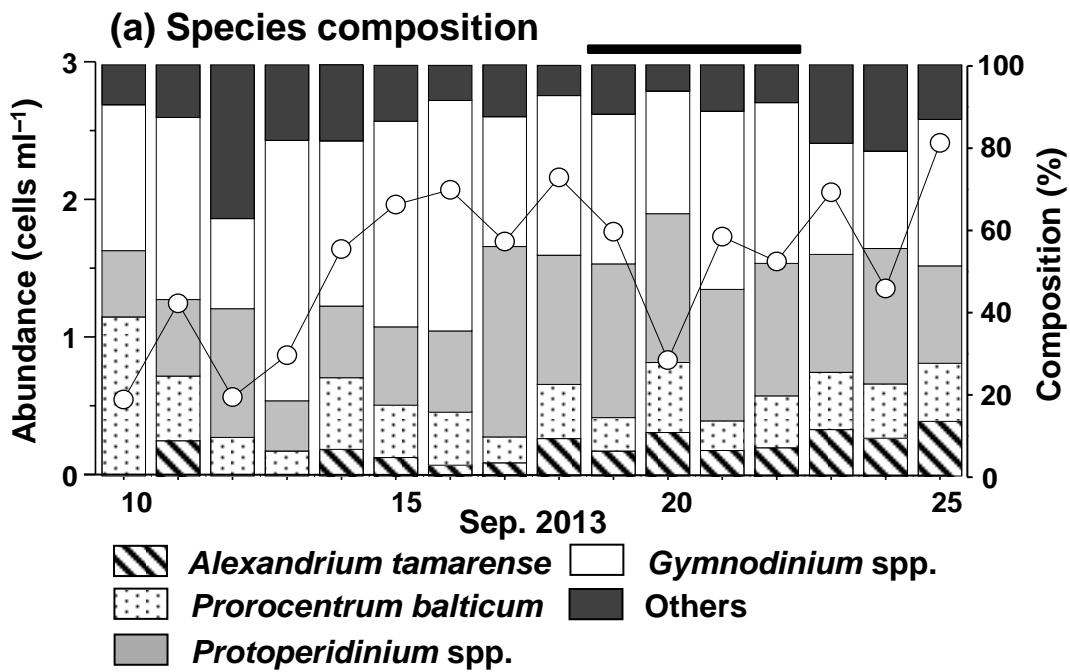 (a) Species composition
Abundance (cells ml⁻¹)
3
2
1
0
100
80
60
40
20
0
Composition (%)
10
15
20
25
Sep. 2013
Alexandrium tamarense
Gymnodinium spp.
Prorocentrum balticum
Others
Protoperidinium spp.